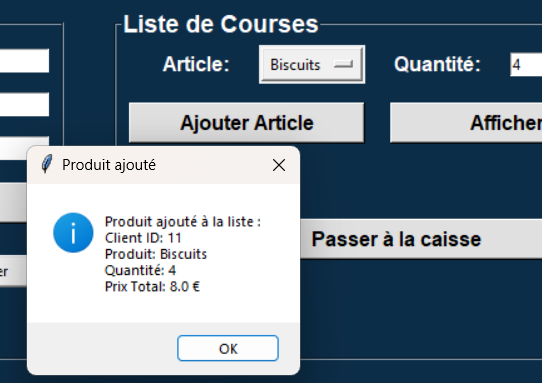 Liste de Courses
Article: Biscuits Quantité: 4
Ajouter Article Afficher
Produit ajouté
Produit ajouté à la liste :
Client ID: 11
Produit: Biscuits
Quantité: 4
Prix Total: 8.0 €
OK
Passer à la caisse
er